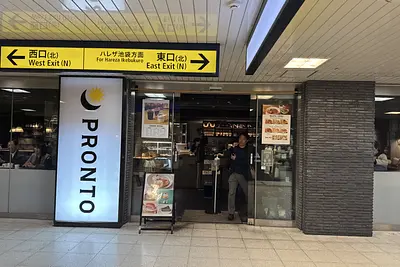 西口(北)
West Exit (N)
ハレザ池袋方面
For Hareza Ikebukuro
東口(北)
East Exit (N)
PRONTO